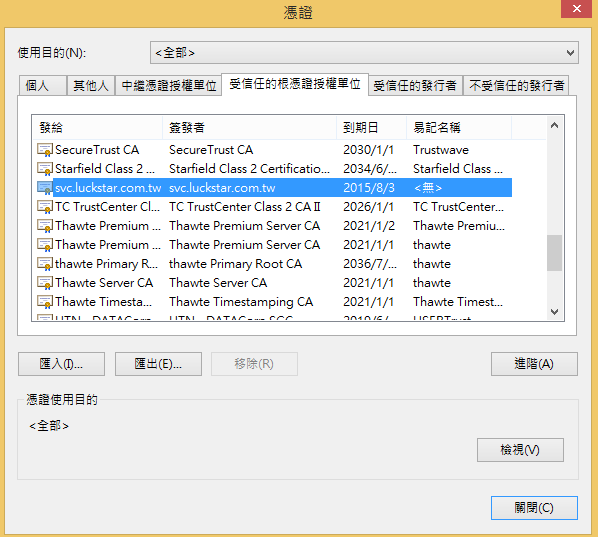 憑證
使用目的(N): <全部>
個人 其他人 中繼憑證授權單位 受信任的根憑證授權單位 受信任的發行者 不受信任的發行者
發給 簽發者 到期日 易記名稱
SecureTrust CA SecureTrust CA 2030/1/1 Trustwave
Starfield Class 2 ... Starfield Class 2 Certificatio... 2034/6/... Starfield Class ...
svc.luckstar.com.tw svc.luckstar.com.tw 2015/8/3 <無>
TC TrustCenter Cl... TC TrustCenter Class 2 CA II 2026/1/1 TC TrustCenter...
Thawte Premium ... Thawte Premium Server CA 2021/1/2 Thawte Premiu...
Thawte Premium ... Thawte Premium Server CA 2021/1/1 thawte
thawte Primary R... thawte Primary Root CA 2036/7/... thawte
Thawte Server CA Thawte Server CA 2021/1/1 thawte
Thawte Timesta... Thawte Timestamping CA 2021/1/1 Thawte Timest...
匯入(I)... 匯出(E)... 移除(R) 進階(A)
憑證使用目的
<全部>
檢視(V)
關閉(C)